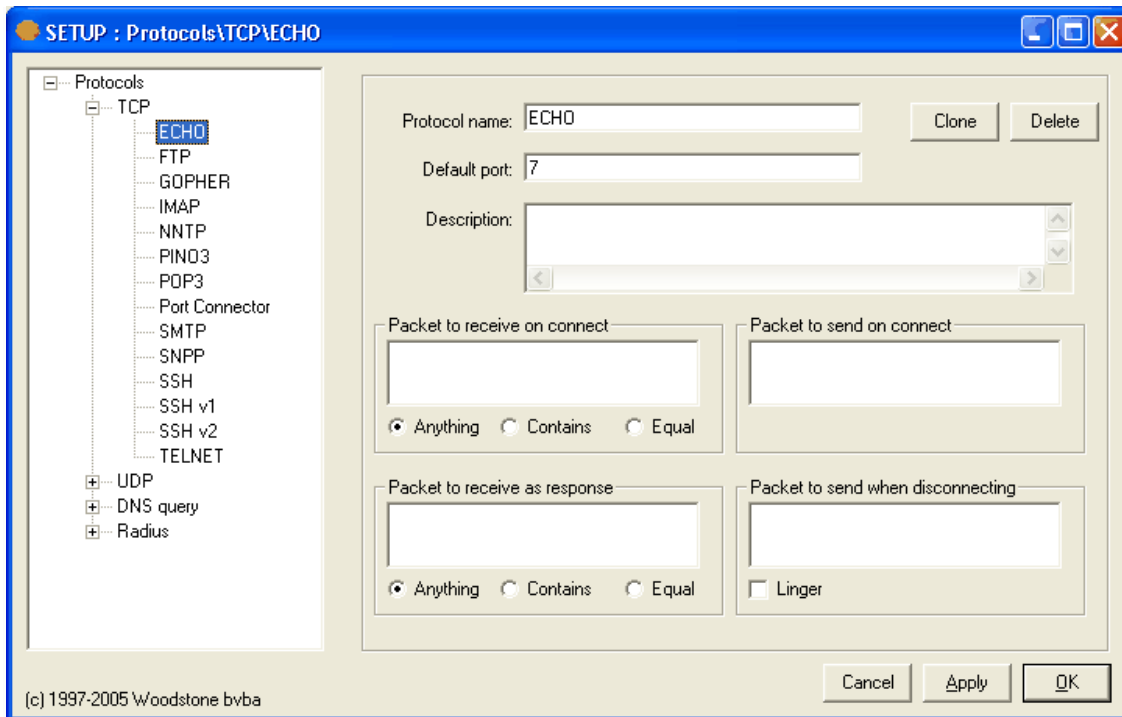 SETUP : Protocols\TCP\ECHO
Protocols
TCP
ECHO
FTP
GOPHER
IMAP
NNTP
PINO3
POP3
Port Connector
SMTP
SNPP
SSH
SSH v1
SSH v2
TELNET
UDP
DNS query
Radius
Protocol name: ECHO
Clone
Delete
Default port: 7
Description:
Packet to receive on connect
Anything Contains Equal
Packet to send on connect
Packet to receive as response
Anything Contains Equal
Packet to send when disconnecting
Linger
(c) 1997-2005 Woodstone bvba
Cancel
Apply
OK